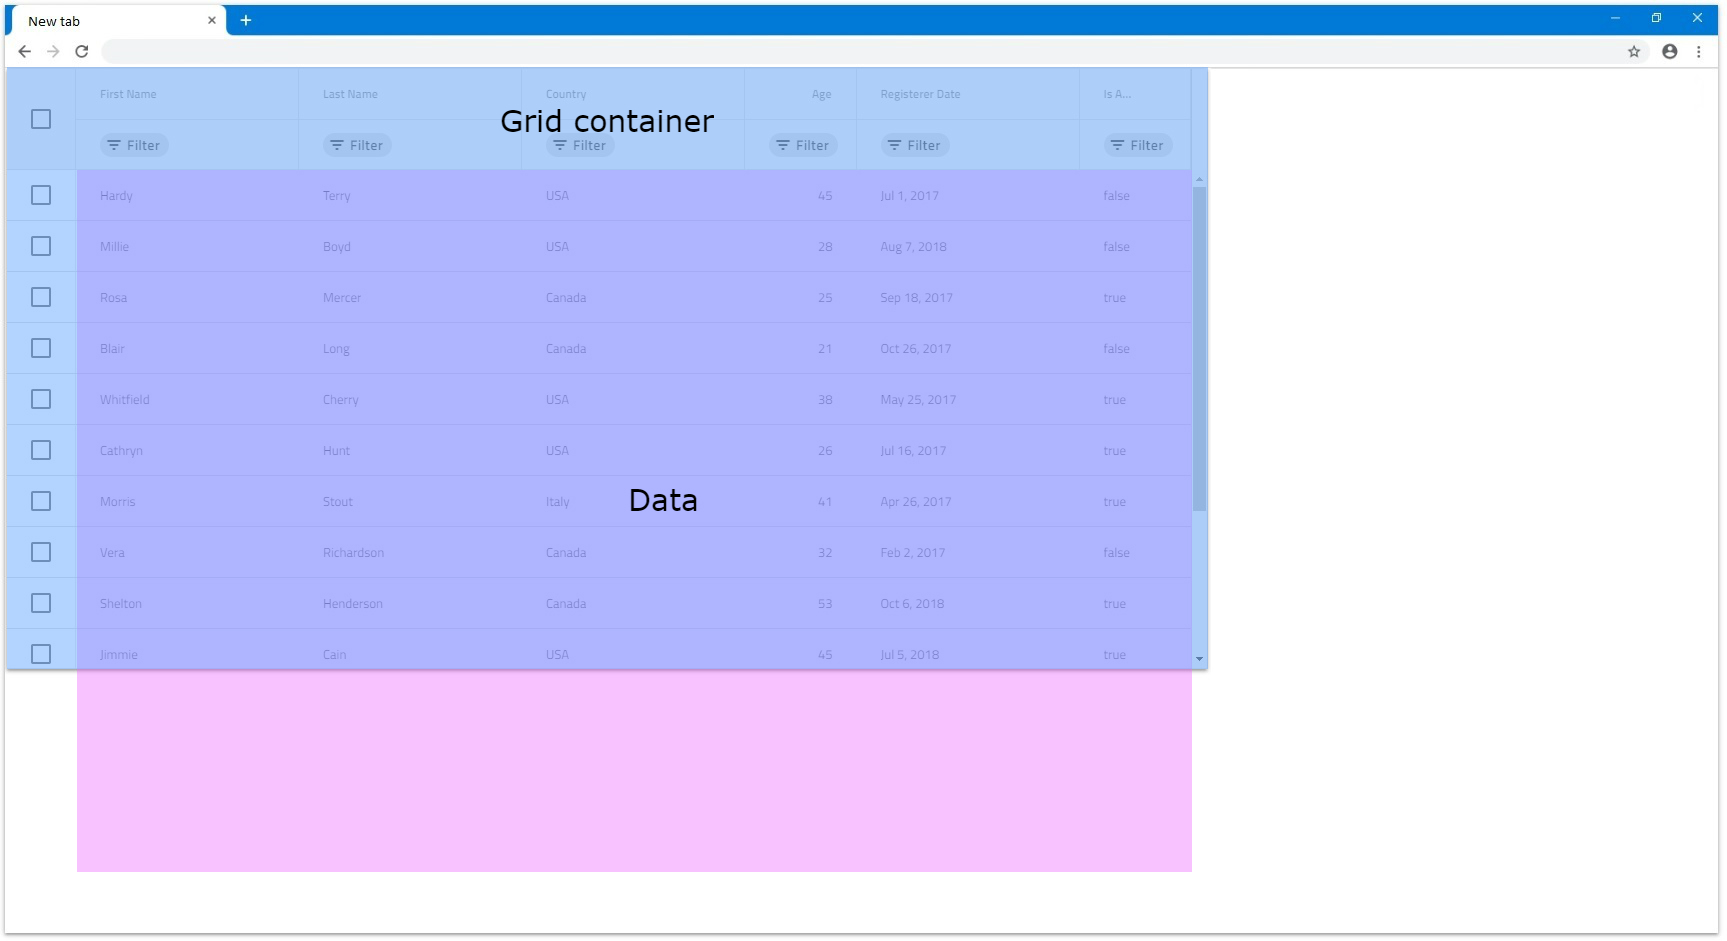 New tab
First Name Last Name Country Age Registerer Date Is A...
Grid container
Filter Filter Filter Filter Filter Filter
Hardy Terry USA 45 Jul 1, 2017 false
Millie Boyd USA 28 Aug 7, 2018 false
Rosa Mercer Canada 25 Sep 18, 2017 true
Blair Long Canada 21 Oct 26, 2017 false
Whitfield Cherry USA 38 May 25, 2017 true
Cathryn Hunt USA 26 Jul 16, 2017 true
Morris Stout Italy 41 Apr 26, 2017 true
Data
Vera Richardson Canada 32 Feb 2, 2017 false
Shelton Henderson Canada 53 Oct 6, 2018 true
Jimmie Cain USA 45 Jul 5, 2018 true